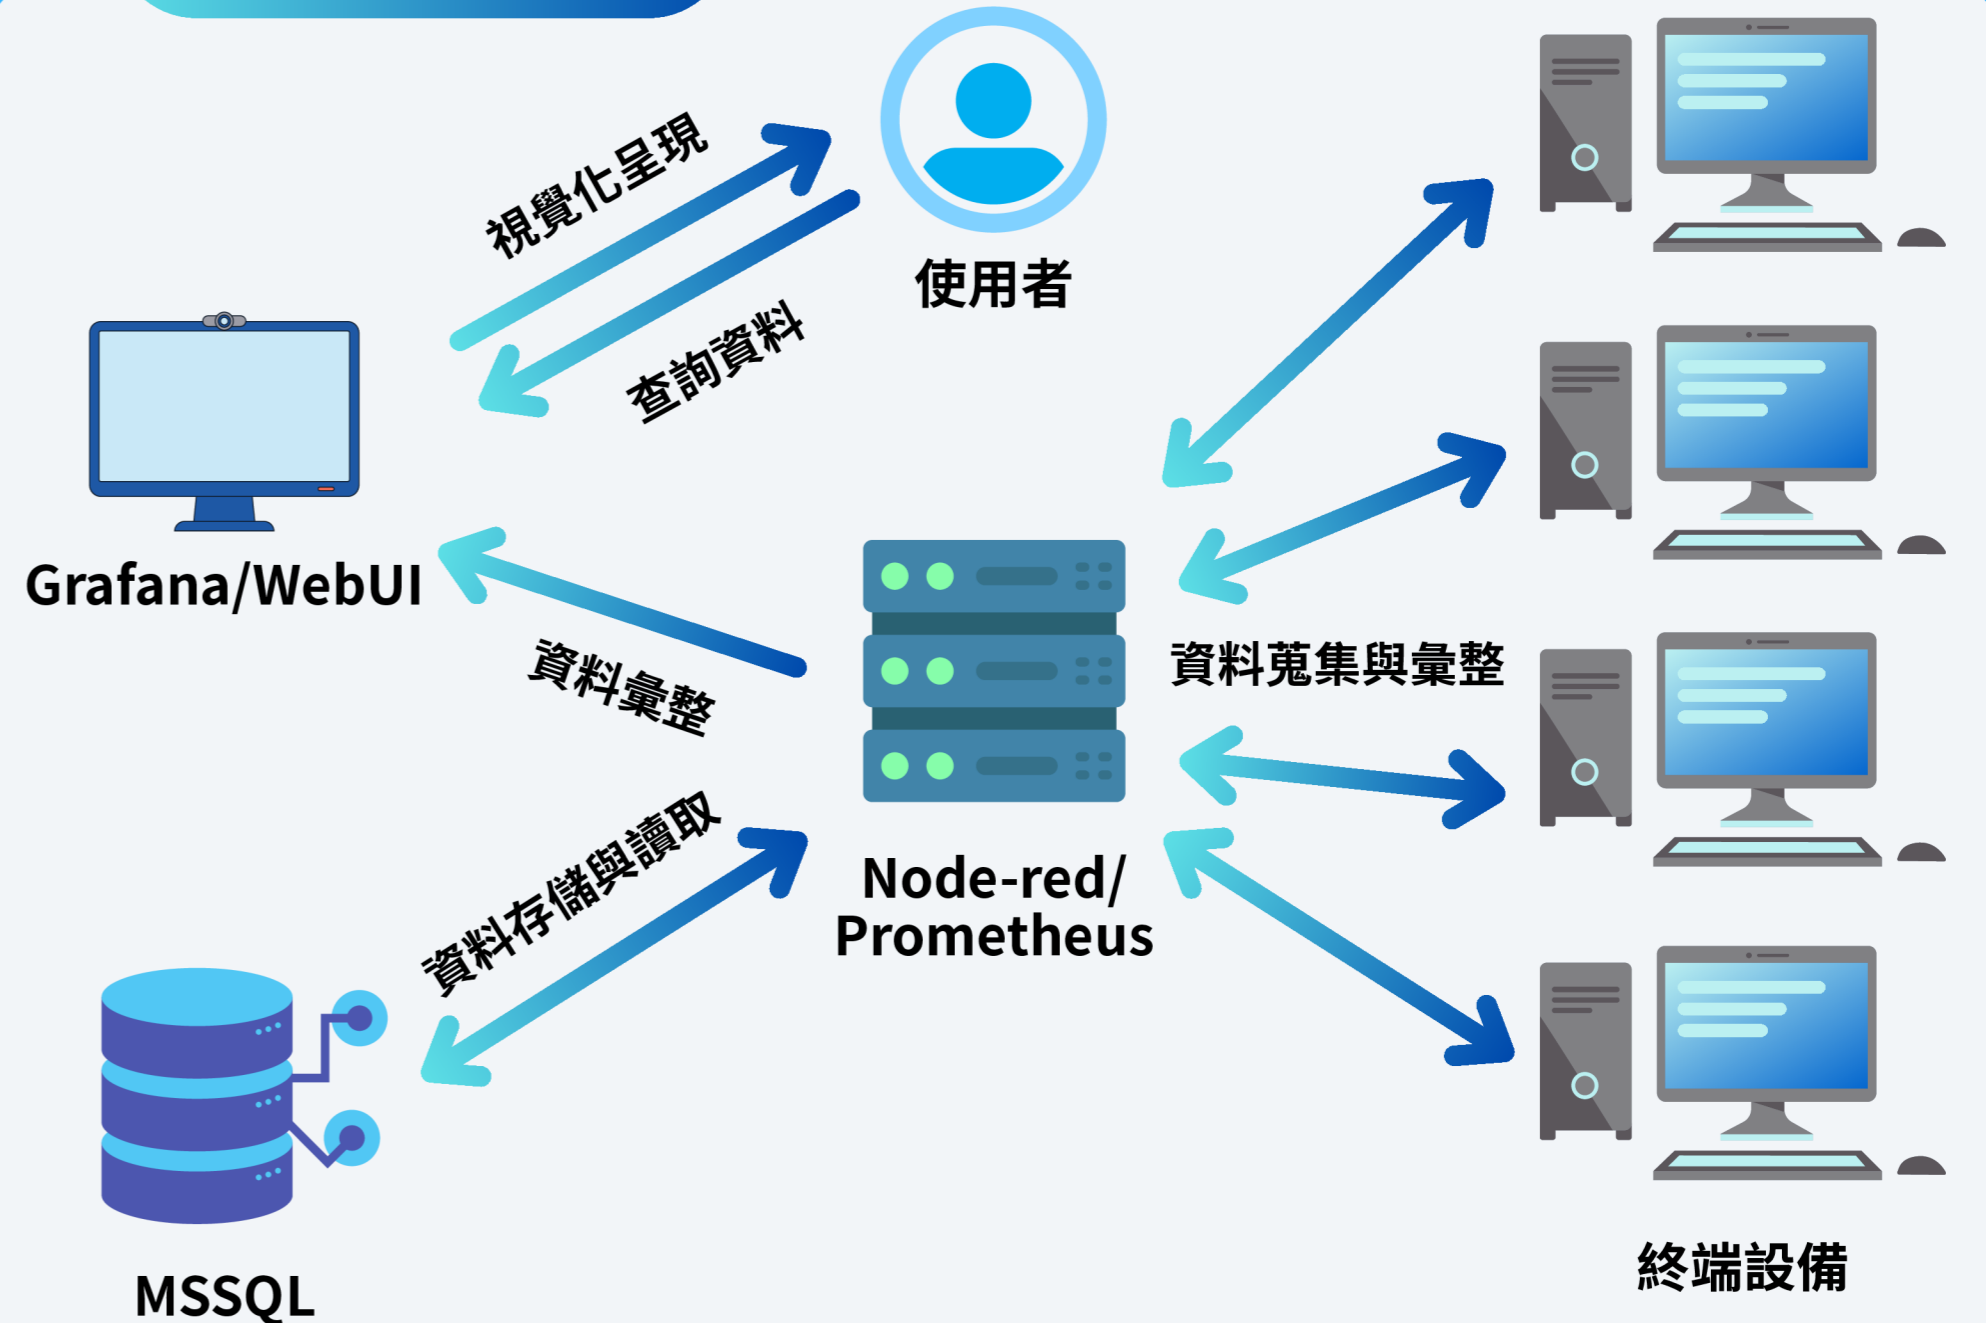 視覺化呈現
使用者
查詢資料
Grafana/WebUI
資料彙整
資料蒐集與彙整
資料存儲與讀取
Node-red/
Prometheus
MSSQL
終端設備